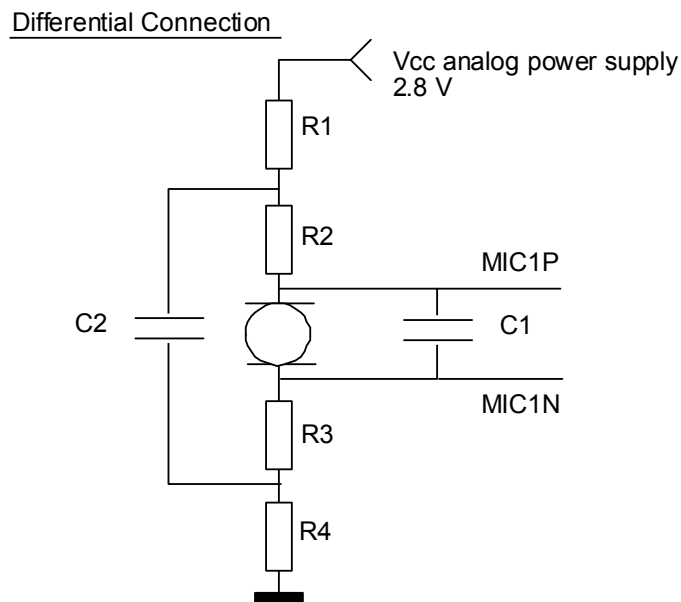 Differential Connection
Vcc analog power supply
2.8 V
R1
R2
MIC1P
C2
C1
MIC1N
R3
R4